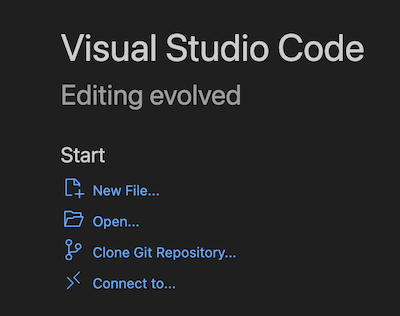 Visual Studio Code
Editing evolved
Start
New File...
Open...
Clone Git Repository...
Connect to...